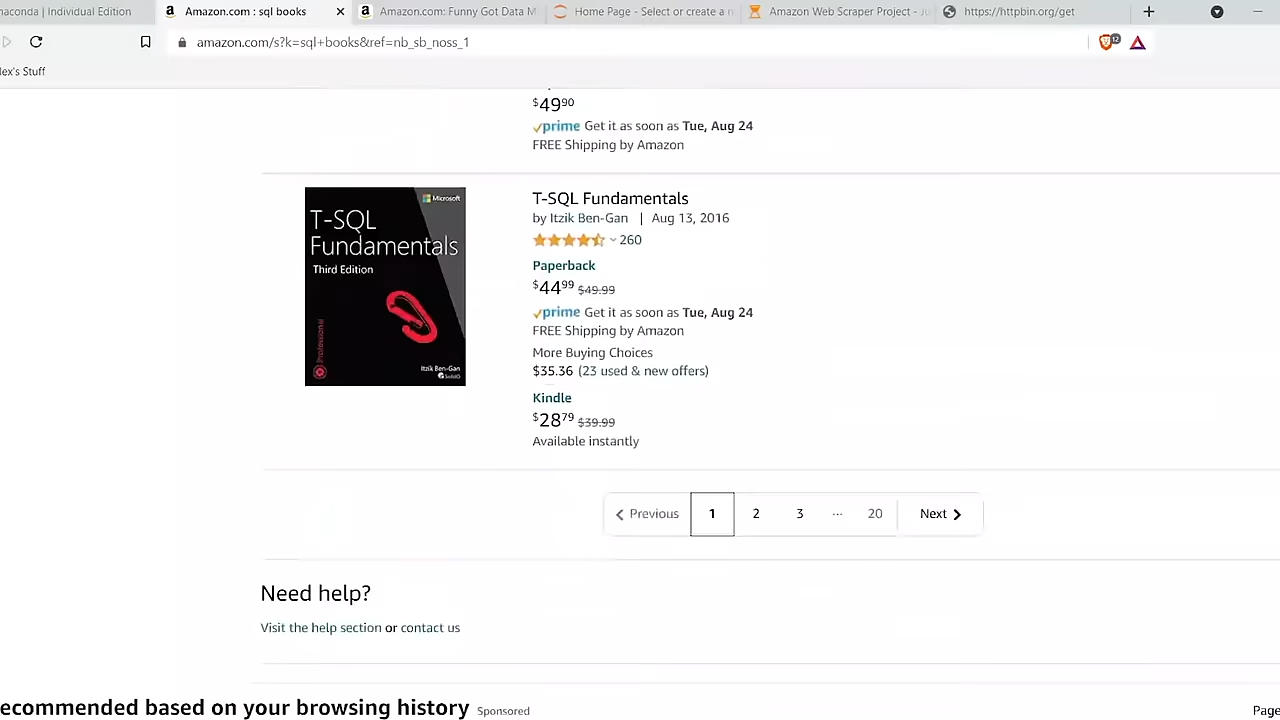 naconda | Individual Edition
Amazon.com : sql books
Amazon.com: Funny Got Data M
Home Page - Select or create a n
Amazon Web Scraper Project - Ju
https://httpbin.org/get
amazon.com/s?k=sql+books&ref=nb_sb_noss_1
12
lex's Stuff
$49 90
prime Get it as soon as Tue, Aug 24
FREE Shipping by Amazon
Microsoft
T-SQL
Fundamentals
Third Edition
Professional
Itzik Ben-Gan
SolidQ
T-SQL Fundamentals
by Itzik Ben-Gan | Aug 13, 2016
260
Paperback
$44 99 $49.99
prime Get it as soon as Tue, Aug 24
FREE Shipping by Amazon
More Buying Choices
$35.36 (23 used & new offers)
Kindle
$28 79 $39.99
Available instantly
Previous 1 2 3 ... 20 Next
Need help?
Visit the help section or contact us
ecommended based on your browsing history Sponsored
Page